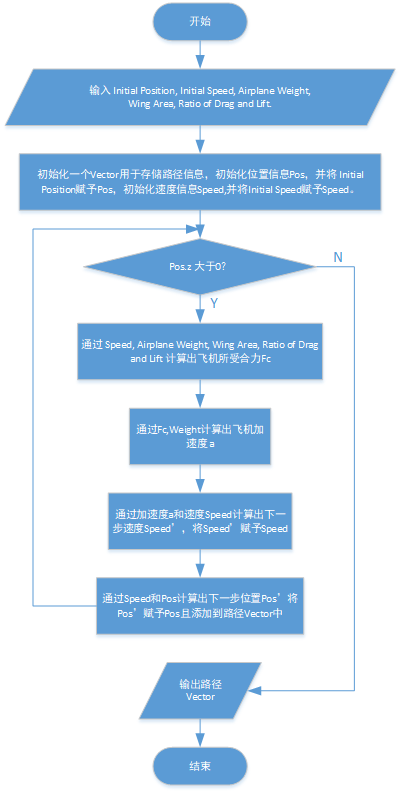 开始
输入 Initial Position, Initial Speed, Airplane Weight,
Wing Area, Ratio of Drag and Lift.
初始化一个Vector用于存储路径信息，初始化位置信息Pos，并将 Initial
Position赋予Pos，初始化速度信息Speed,并将Initial Speed赋予Speed。
Pos.z 大于0?
N
Y
通过 Speed, Airplane Weight, Wing Area, Ratio of Drag
and Lift 计算出飞机所受合力Fc
通过Fc,Weight计算出飞机加
速度 a
通过加速度a和速度Speed计算出下一
步速度Speed’，将Speed’赋予Speed
通过Speed和Pos计算出下一步位置Pos’将
Pos’赋予Pos且添加到路径Vector中
输出路径
Vector
结束